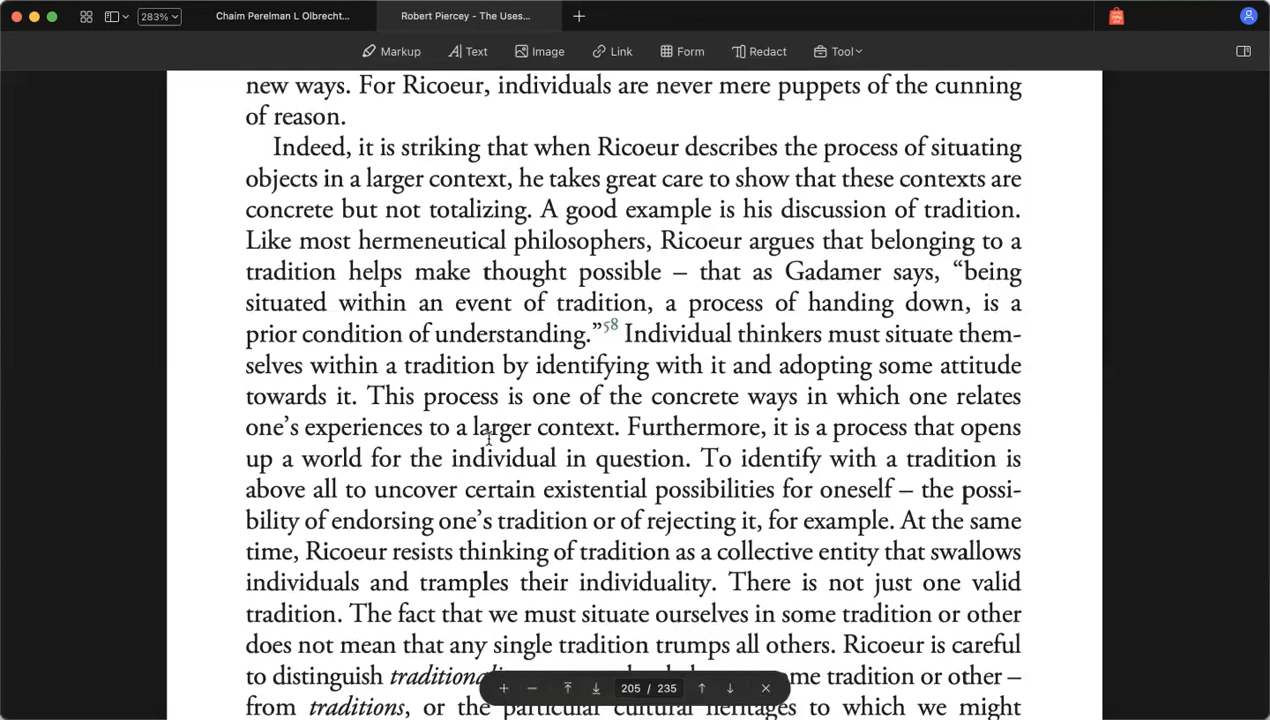 283%
Chaim Perelman L Olbrecht...
Robert Piercey - The Uses...
Markup
Text
Image
Link
Form
Redact
Tool
new ways. For Ricoeur, individuals are never mere puppets of the cunning
of reason.
Indeed, it is striking that when Ricoeur describes the process of situating
objects in a larger context, he takes great care to show that these contexts are
concrete but not totalizing. A good example is his discussion of tradition.
Like most hermeneutical philosophers, Ricoeur argues that belonging to a
tradition helps make thought possible – that as Gadamer says, “being
situated within an event of tradition, a process of handing down, is a
prior condition of understanding.”58 Individual thinkers must situate them-
selves within a tradition by identifying with it and adopting some attitude
towards it. This process is one of the concrete ways in which one relates
one’s experiences to a larger context. Furthermore, it is a process that opens
up a world for the individual in question. To identify with a tradition is
above all to uncover certain existential possibilities for oneself – the possi-
bility of endorsing one’s tradition or of rejecting it, for example. At the same
time, Ricoeur resists thinking of tradition as a collective entity that swallows
individuals and tramples their individuality. There is not just one valid
tradition. The fact that we must situate ourselves in some tradition or other
does not mean that any single tradition trumps all others. Ricoeur is careful
to distinguish tradition tradition or other –
from traditions, or the particular cultural heritages to which we might
205 / 235